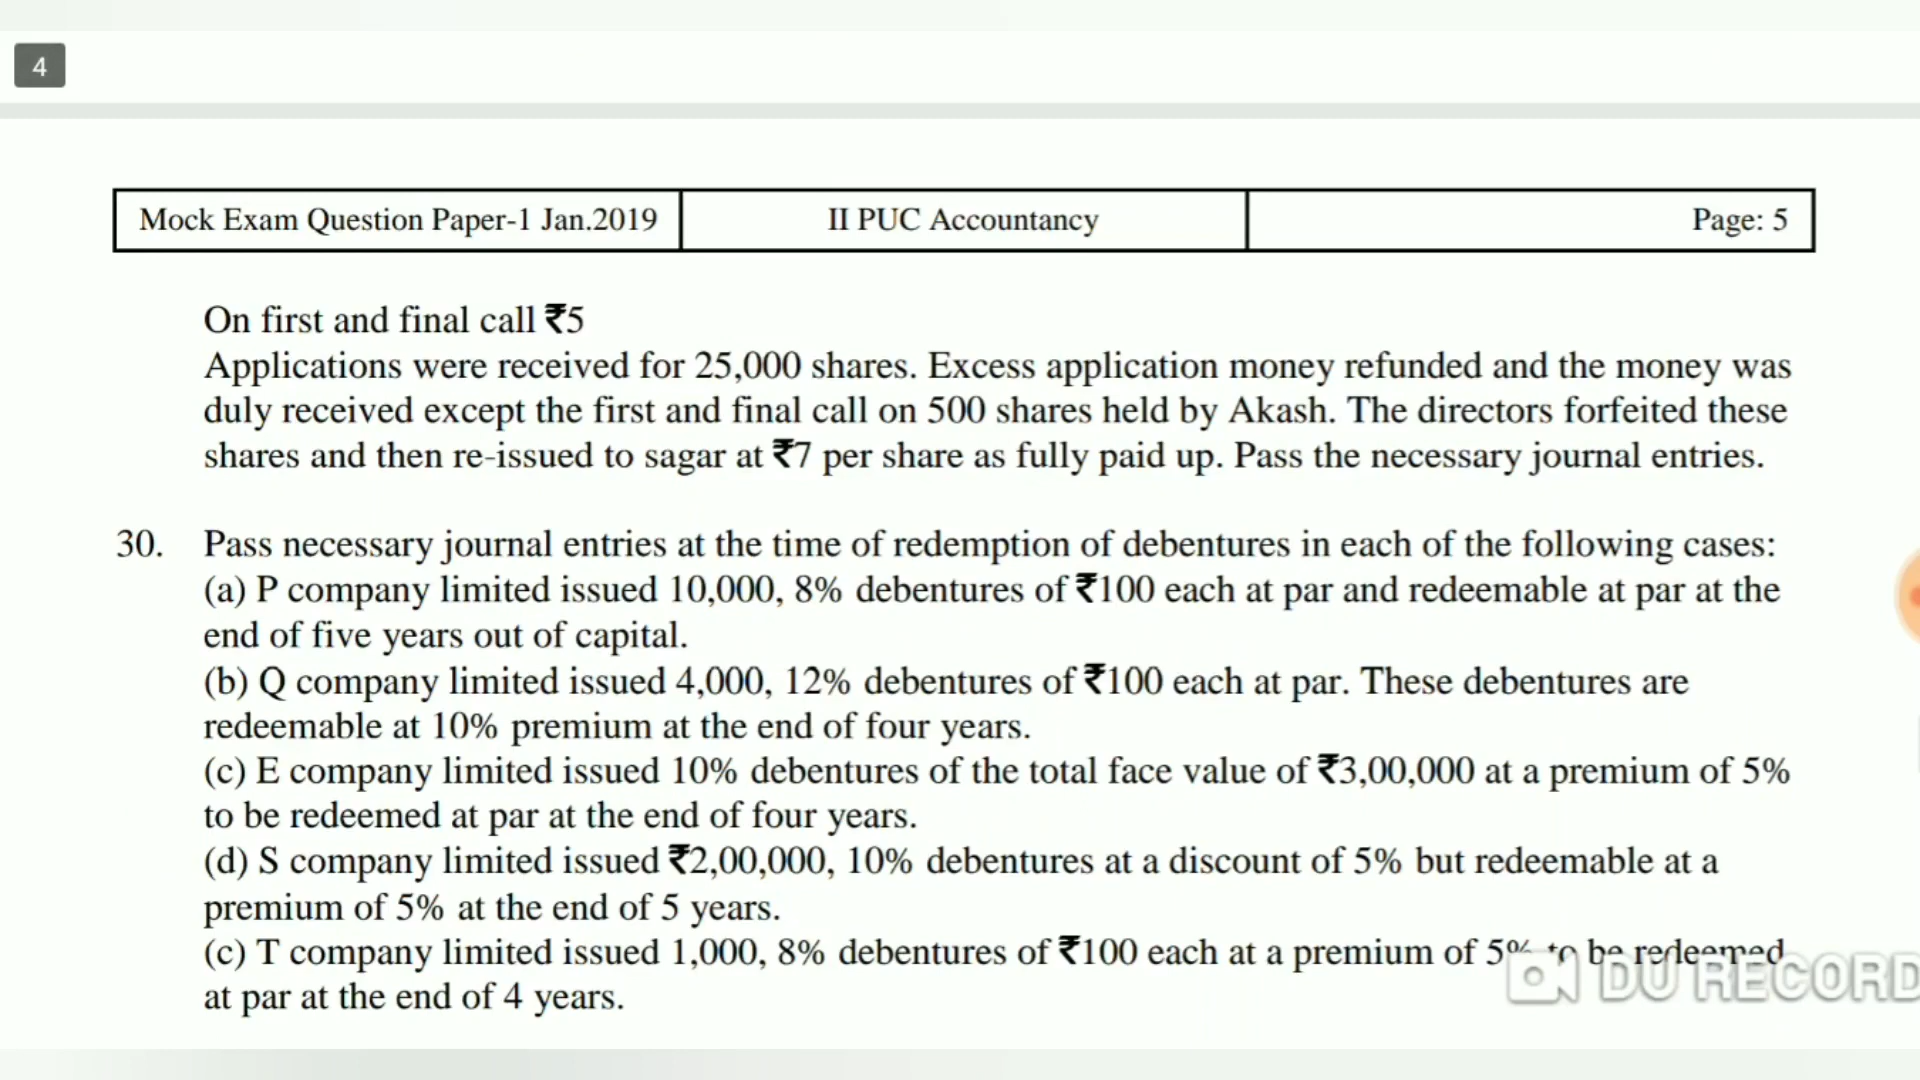 4
Mock Exam Question Paper-1 Jan.2019 II PUC Accountancy Page: 5
On first and final call ₹5
Applications were received for 25,000 shares. Excess application money refunded and the money was
duly received except the first and final call on 500 shares held by Akash. The directors forfeited these
shares and then re-issued to sagar at ₹7 per share as fully paid up. Pass the necessary journal entries.
30. Pass necessary journal entries at the time of redemption of debentures in each of the following cases:
(a) P company limited issued 10,000, 8% debentures of ₹100 each at par and redeemable at par at the
end of five years out of capital.
(b) Q company limited issued 4,000, 12% debentures of ₹100 each at par. These debentures are
redeemable at 10% premium at the end of four years.
(c) E company limited issued 10% debentures of the total face value of ₹3,00,000 at a premium of 5%
to be redeemed at par at the end of four years.
(d) S company limited issued ₹2,00,000, 10% debentures at a discount of 5% but redeemable at a
premium of 5% at the end of 5 years.
(c) T company limited issued 1,000, 8% debentures of ₹100 each at a premium of 5% to be redeemed
at par at the end of 4 years.
DU RECORD